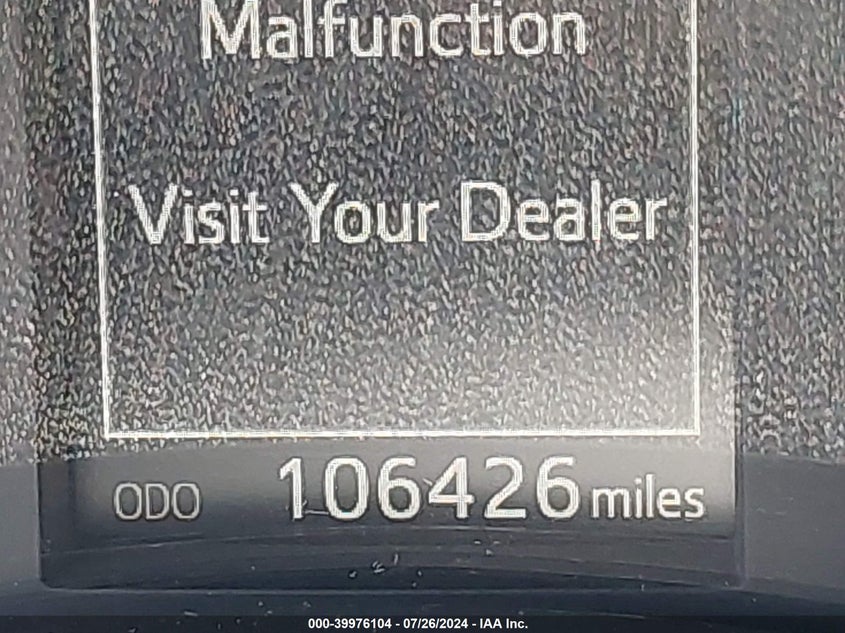 Malfunction
Visit Your Dealer
ODO 106426 miles
000-39976104 - 07/26/2024 - IAA Inc.